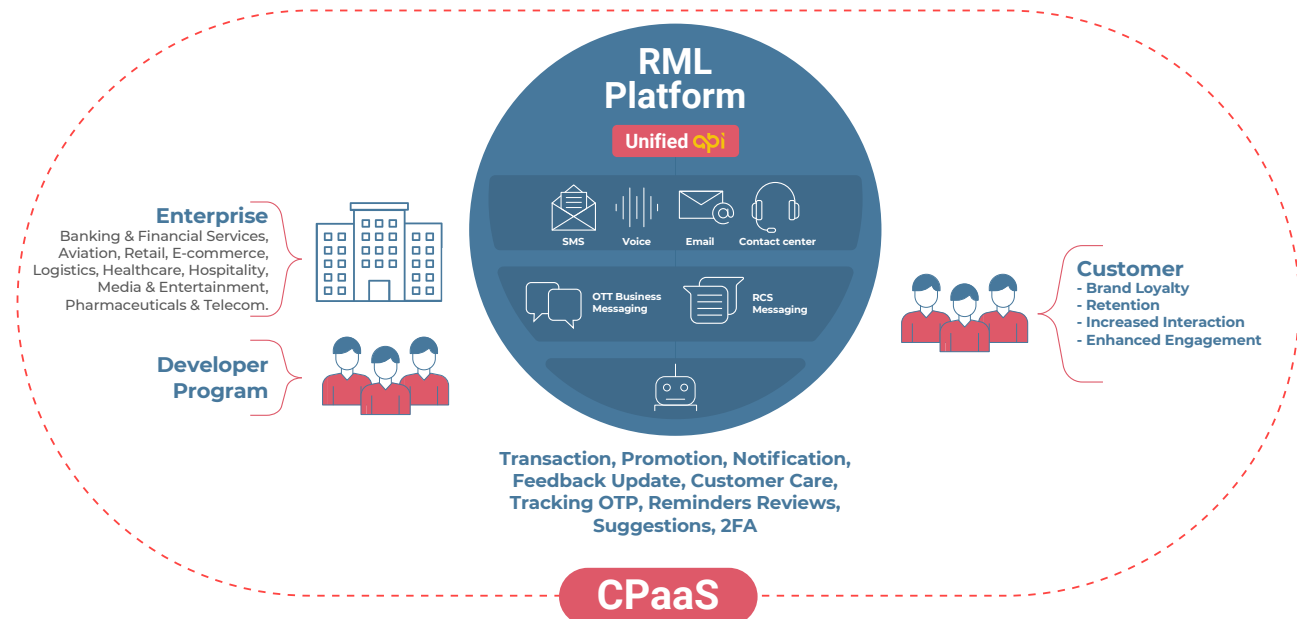 RML
Platform
Unified api
SMS
Voice
Email
Contact center
OTT Business
Messaging
RCS
Messaging
Enterprise
Banking & Financial Services,
Aviation, Retail, E-commerce,
Logistics, Healthcare, Hospitality,
Media & Entertainment,
Pharmaceuticals & Telecom.
Developer
Program
Customer
- Brand Loyalty
- Retention
- Increased Interaction
- Enhanced Engagement
Transaction, Promotion, Notification,
Feedback Update, Customer Care,
Tracking OTP, Reminders Reviews,
Suggestions, 2FA
CPaaS